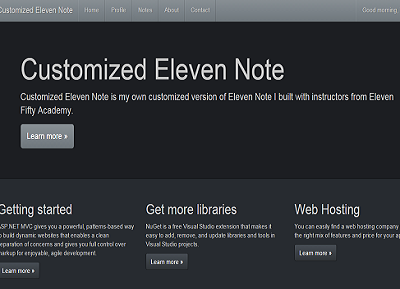 Customized Eleven Note Home Profile Notes About Contact Good morning,
Customized Eleven Note
Customized Eleven Note is my own customized version of Eleven Note I built with instructors from Eleven
Fifty Academy.
Learn more »
Getting started
ASP.NET MVC gives you a powerful, patterns-based way
to build dynamic websites that enables a clean
separation of concerns and gives you full control over
markup for enjoyable, agile development.
Learn more »
Get more libraries
NuGet is a free Visual Studio extension that makes it
easy to add, remove, and update libraries and tools in
Visual Studio projects.
Learn more »
Web Hosting
You can easily find a web hosting company
the right mix of features and price for your
Learn more »